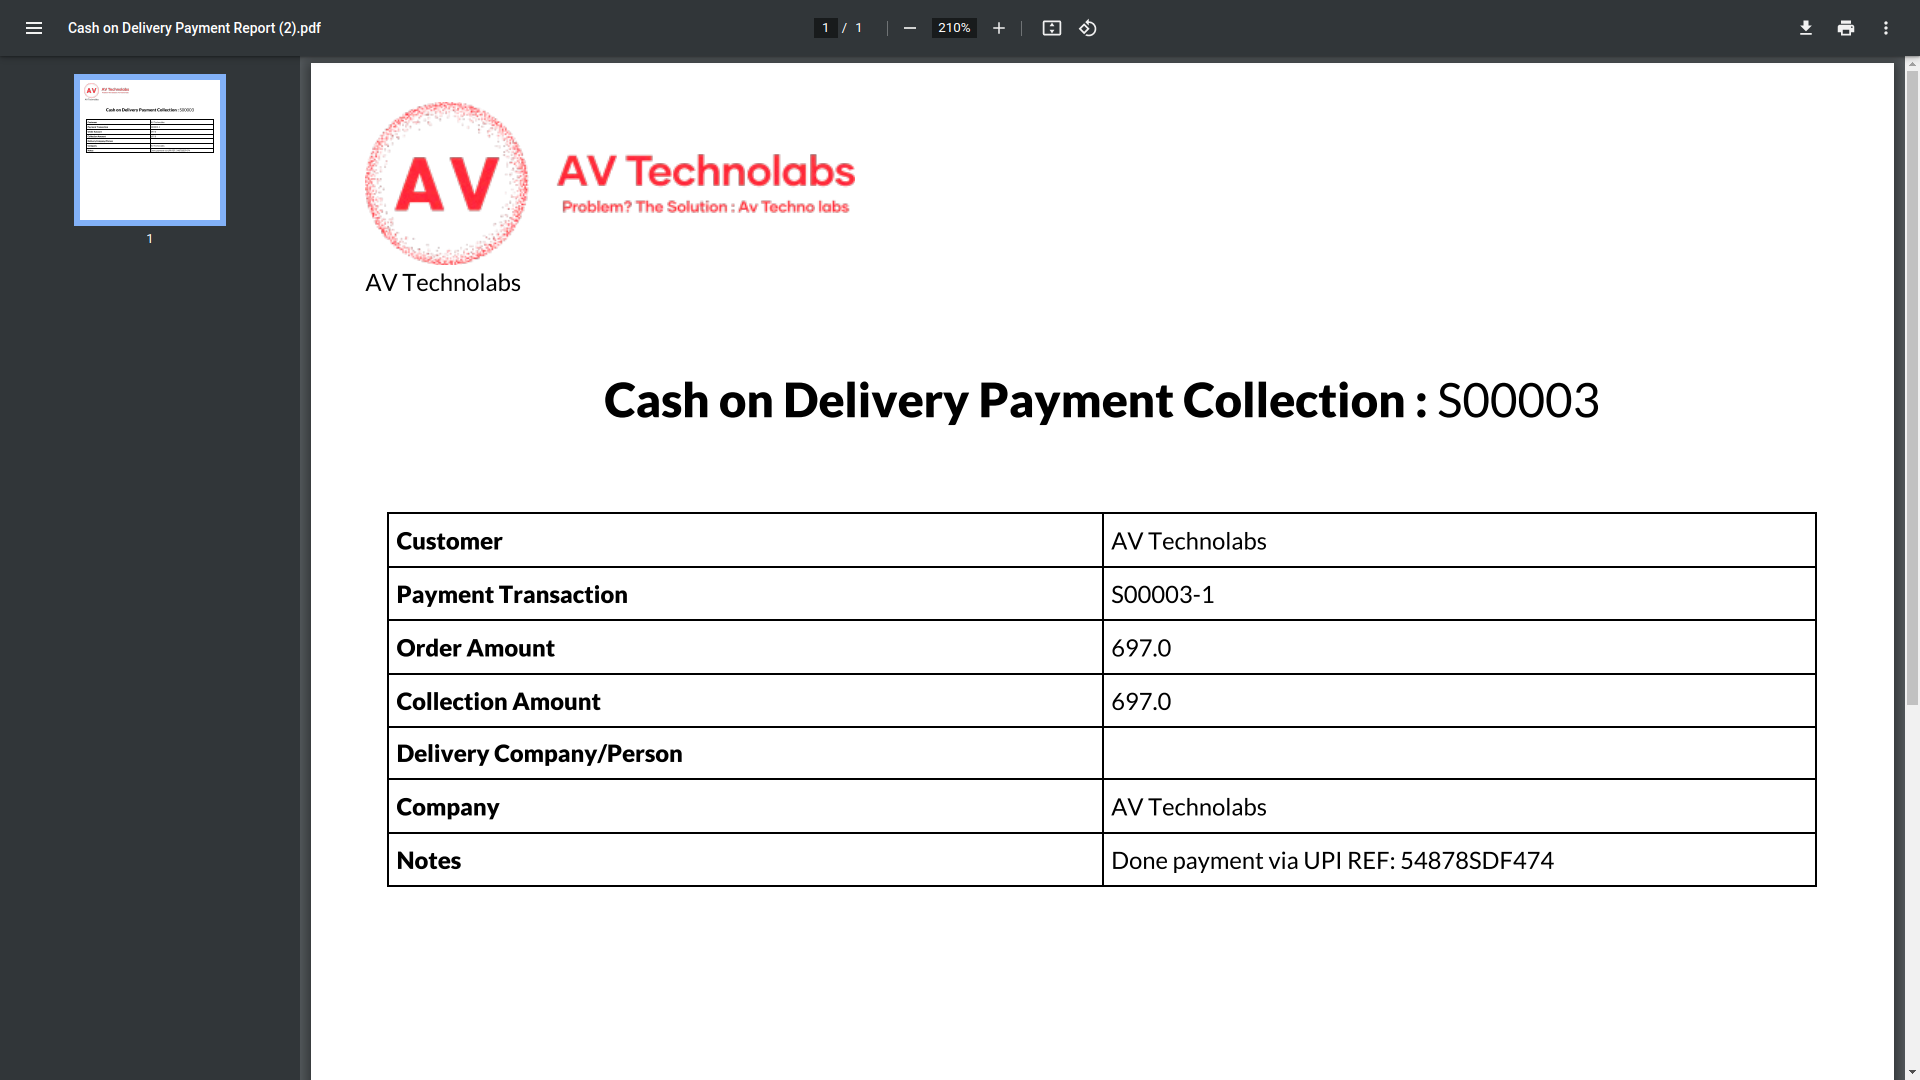 Cash on Delivery Payment Report (2).pdf
1 / 1
210%
1
AV
AV Technolabs
Problem? The Solution : Av Techno labs
AV Technolabs
Cash on Delivery Payment Collection : S00003
Customer AV Technolabs
Payment Transaction S00003-1
Order Amount 697.0
Collection Amount 697.0
Delivery Company/Person
Company AV Technolabs
Notes Done payment via UPI REF: 54878SDF474